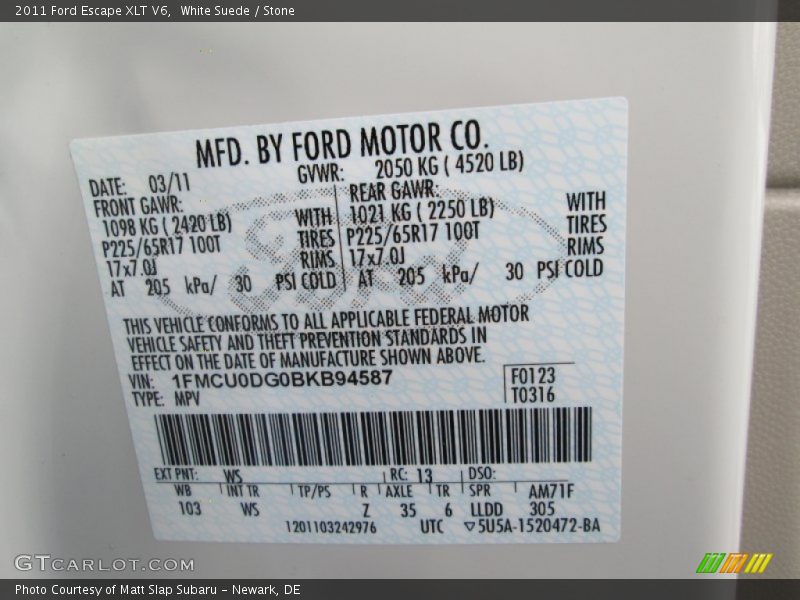 2011 Ford Escape XLT V6,  White Suede / Stone
MFD. BY FORD MOTOR CO.
DATE: 03/11 GVWR: 2050 KG ( 4520 LB)
FRONT GAWR: REAR GAWR:
1098 KG ( 2420 LB) WITH 1021 KG ( 2250 LB) WITH
P225/65R17 100T TIRES P225/65R17 100T TIRES
17x7.0J RIMS 17x7.0J RIMS
AT 205 kPa/ 30 PSI COLD AT 205 kPa/ 30 PSI COLD
Ford
THIS VEHICLE CONFORMS TO ALL APPLICABLE FEDERAL MOTOR
VEHICLE SAFETY AND THEFT PREVENTION STANDARDS IN
EFFECT ON THE DATE OF MANUFACTURE SHOWN ABOVE.
VIN: 1FMCU0DG0BKB94587 F0123
TYPE: MPV T0316
EXT PNT: WS RC: 13 DSO:
WB INT TR TP/PS R AXLE TR SPR AM71F
103 WS Z 35 6 LLDD 305
1201103242976 UTC ▽5U5A-1520472-BA
GTCARLOT.COM
Photo Courtesy of Matt Slap Subaru – Newark, DE